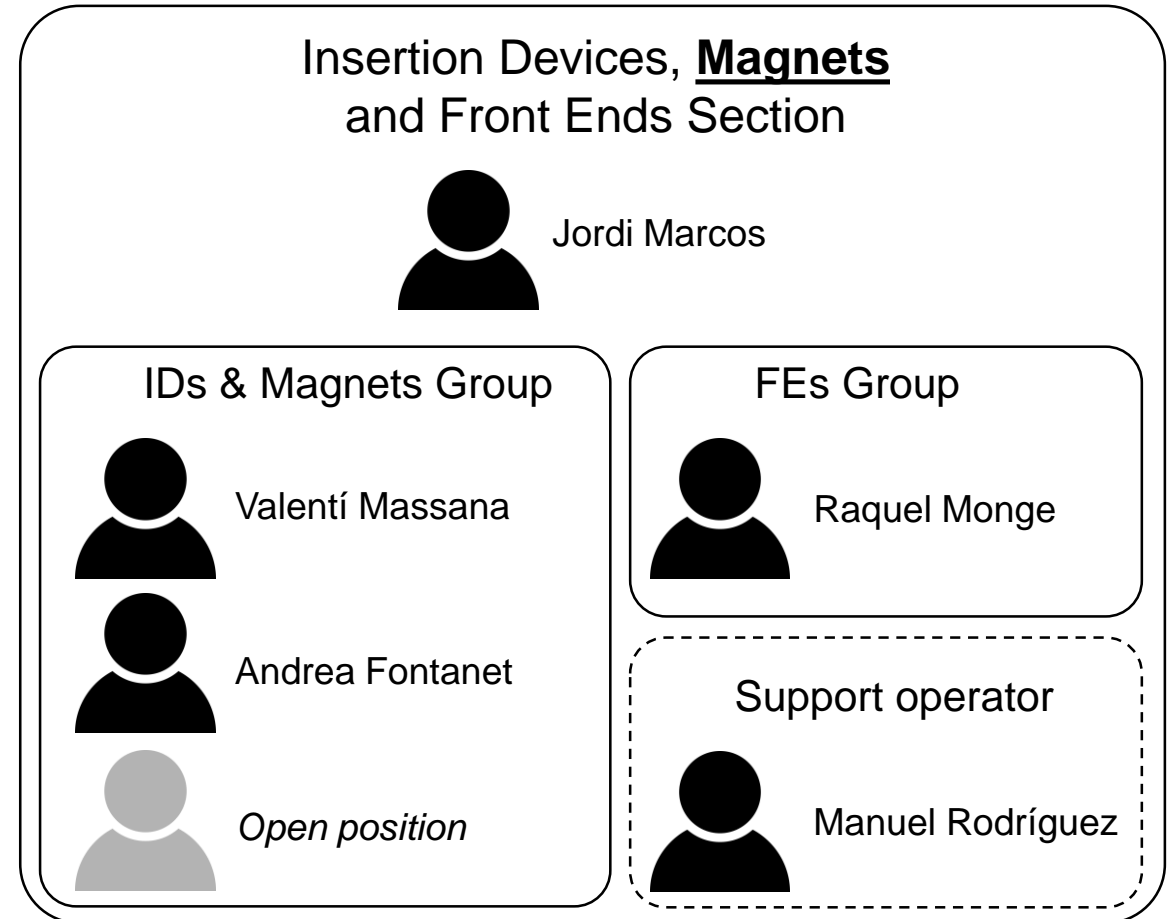 Insertion Devices, Magnets
and Front Ends Section
Jordi Marcos
IDs & Magnets Group
Valentí Massana
Andrea Fontanet
Open position
FEs Group
Raquel Monge
Support operator
Manuel Rodríguez